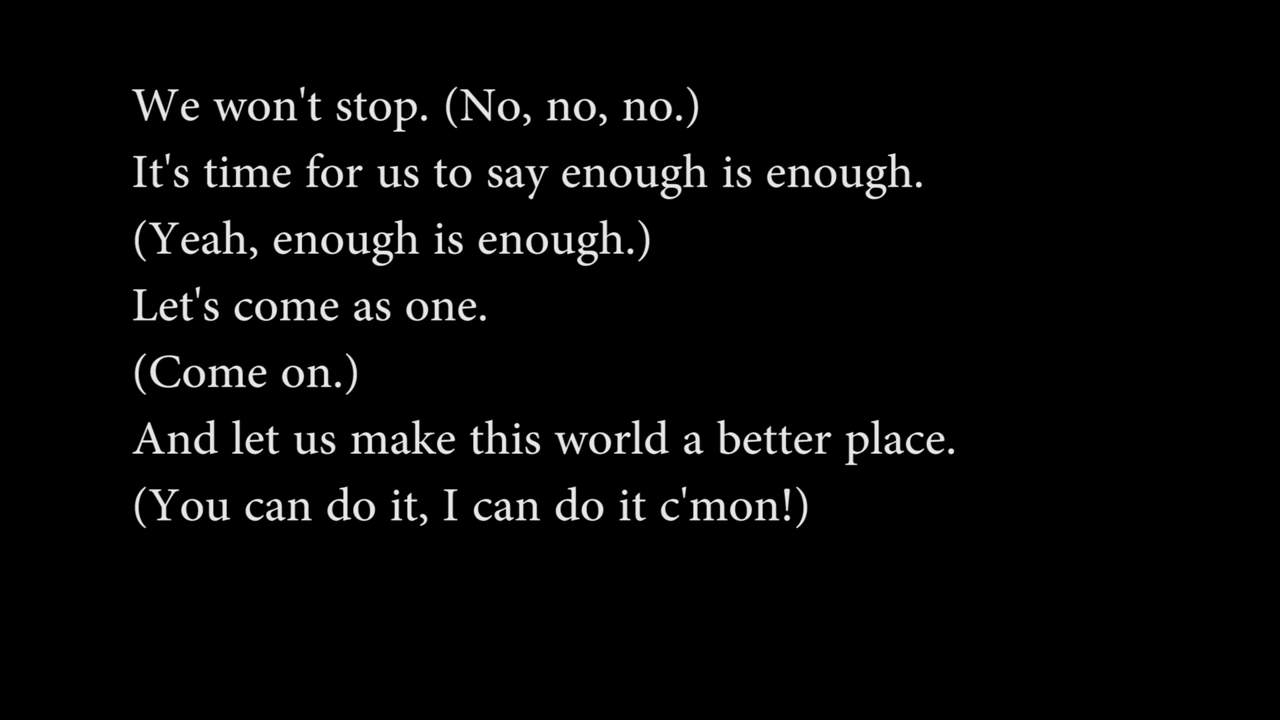 We won't stop. (No, no, no.)
It's time for us to say enough is enough.
(Yeah, enough is enough.)
Let's come as one.
(Come on.)
And let us make this world a better place.
(You can do it, I can do it c'mon!)